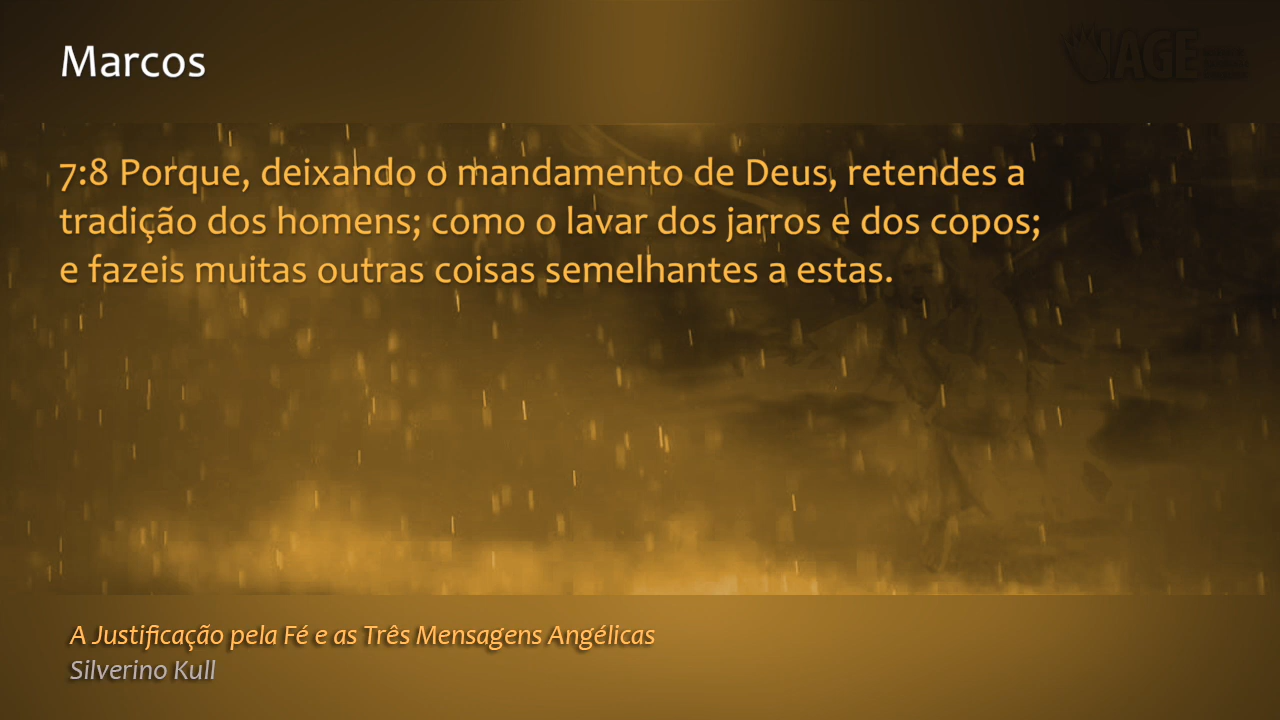 Marcos
IAGE
7:8 Porque, deixando o mandamento de Deus, retendes a
tradição dos homens; como o lavar dos jarros e dos copos;
e fazeis muitas outras coisas semelhantes a estas.
A Justificação pela Fé e as Três Mensagens Angélicas
Silverino Kull